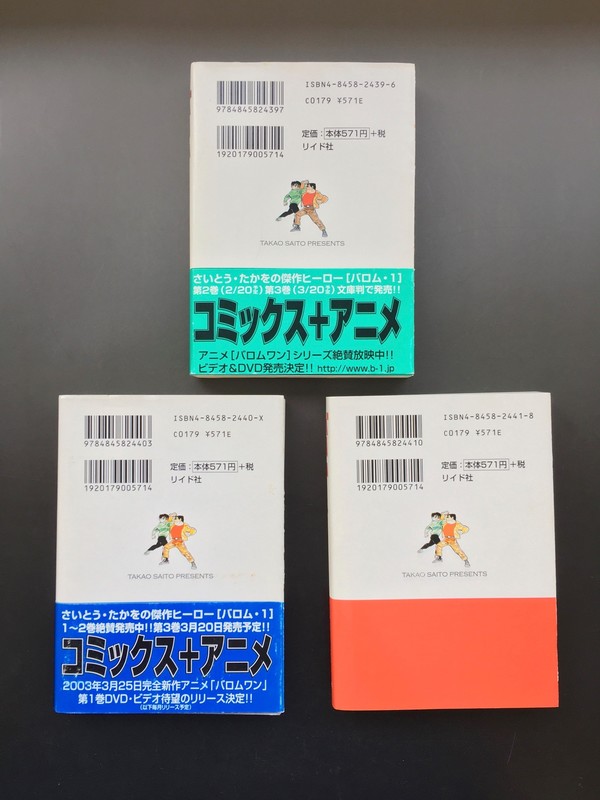 ISBN4-8458-2439-6
9784845824397
C0179 ¥571E
1920179005714
定価：本体571円+税
リイド社
TAKAO SAITO PRESENTS
さいとう・たかをの傑作ヒーロー[バロム・1]
第2巻(2/20発売)第3巻(3/20発売)文庫判で発売!!
コミックス+アニメ
アニメ[バロムワン]シリーズ絶賛放映中!!
ビデオ&DVD発売決定!! http://www.b-1.jp
ISBN4-8458-2440-X
9784845824403
C0179 ¥571E
1920179005714
定価：本体571円+税
リイド社
TAKAO SAITO PRESENTS
さいとう・たかをの傑作ヒーロー[バロム・1]
1～2巻絶賛発売中!!第3巻3月20日発売予定!!
コミックス+アニメ
2003年3月25日完全新作アニメ「バロムワン」
第1巻DVD・ビデオ待望のリリース決定!!
(以下毎月リリース予定)
ISBN4-8458-2441-8
9784845824410
C0179 ¥571E
1920179005714
定価：本体571円+税
リイド社
TAKAO SAITO PRESENTS